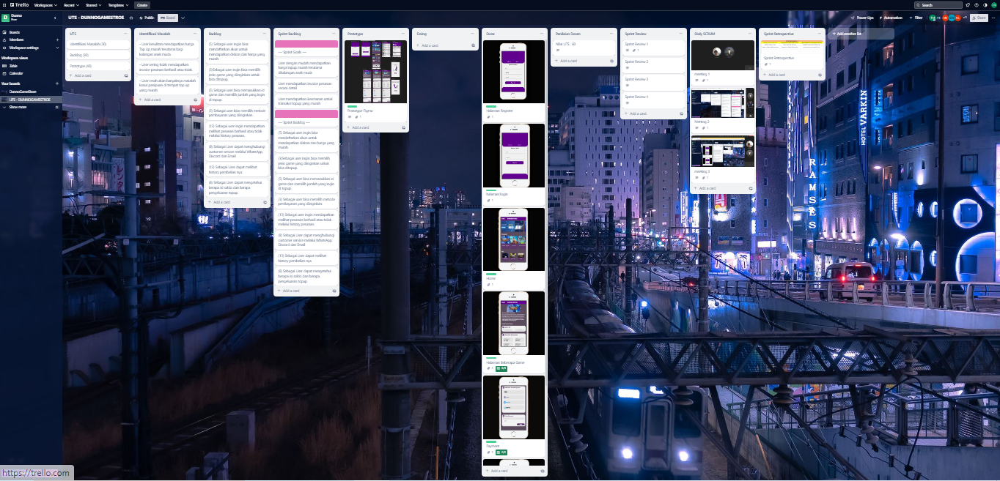 Trello
Workspaces
Recent
Starred
Templates
Create
Search
Dunno
Free
UTS - DUNNOGAMESTROE
Public
Board
Power-Ups
Automation
Filter
Share
Boards
Members
Workspace settings
Workspace views
Table
Calendar
Your boards
DunnoGameStore
UTS - DUNNOGAMESTROE
Show more
UTS
Identifikasi Masalah (30)
Backlog (30)
Prototype (40)
Add a card
Identifikasi Masalah
- User kesulitan mendapatkan harga
Top Up murah terutama bagi
kalangan anak muda
- User sering tidak mendapatkan
invoice pesanan berhasil atau tidak.
- User resah akan banyaknya masalah
korupsi penipuan di tempat top up
yang murah.
Add a card
Backlog
(5) Sebagai user ingin bisa
mendaftarkan akun untuk
mendapatkan diskon dan harga yang
murah
(3)Sebagai user ingin bisa memilih
jenis game yang diinginkan untuk
ditopup.
(5) Sebagai user bisa memasukkan id
game dan memilih jumlah yang ingin
di topup.
(3) Sebagai user bisa memilih metode
pembayaran yang diinginkan.
(13) Sebagai user ingin mendapatkan
melihat pesanan berhasil atau tidak
melalui history pesanan.
(8) Sebagai User dapat menghubungi
customer service melalui WhatsApp,
Discord dan Email
(13) Sebagai User dapat melihat
history pembelian nya
(8) Sebagai User dapat mengetahui
berapa isi saldo dan berapa
pengeluaran topup.
Add a card
Sprint Backlog
---- Sprint Goals ----
User dengan mudah mendapatkan
harga topup murah terutama
dikalangan anak muda
User mendapatkan invoice pesanan
secara detail
User mendapatkan keamanan untuk
transaksi topup yang murah
---- Sprint Backlog ----
(5) Sebagai user ingin bisa
mendaftarkan akun untuk
mendapatkan diskon dan harga yang
murah
(3)Sebagai user ingin bisa memilih
jenis game yang diinginkan untuk
ditopup.
(5) Sebagai user bisa memasukkan id
game dan memilih jumlah yang ingin
di topup.
(3) Sebagai user bisa memilih metode
pembayaran yang diinginkan.
(13) Sebagai user ingin mendapatkan
melihat pesanan berhasil atau tidak
melalui history pesanan.
(8) Sebagai User dapat menghubungi
customer service melalui WhatsApp,
Discord dan Email
(13) Sebagai User dapat melihat
history pembelian nya
(8) Sebagai User dapat mengetahui
berapa isi saldo dan berapa
pengeluaran topup.
Add a card
Prototype
Prototype Figma
Add a card
Doing
Add a card
Done
Halaman Register
halaman login
Home
Halaman Beberapa Game
Payment
Add a card
Penilaian Dosen
Nilai UTS : 60
Add a card
Sprint Review
Sprint Review 1
Sprint Review 2
Sprint Review 3
Sprint Review 4
Add a card
Daily SCRUM
meeting 1
Metting 2
meeting 3
Add a card
Sprint Retrospective
Sprint Retrospective
Add a card
Add another list
HOTEL VARKIN
RAMSES
https://trello.com